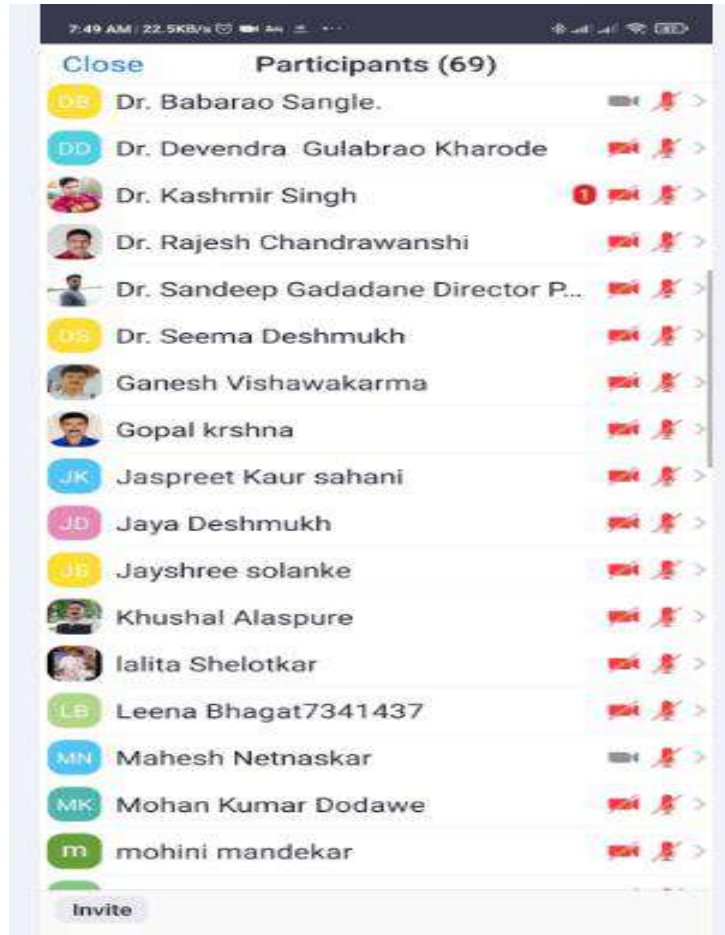 7:49 AM | 22.5KB/s
Close Participants (69)
DB Dr. Babarao Sangle.
DD Dr. Devendra Gulabrao Kharode
Dr. Kashmir Singh 1
Dr. Rajesh Chandrawanshi
Dr. Sandeep Gadadane Director P...
DS Dr. Seema Deshmukh
Ganesh Vishawakarma
Gopal krshna
JK Jaspreet Kaur sahani
JD Jaya Deshmukh
JS Jayshree solanke
Khushal Alaspure
lalita Shelotkar
LB Leena Bhagat7341437
MN Mahesh Netnaskar
MK Mohan Kumar Dodawe
m mohini mandekar
Invite